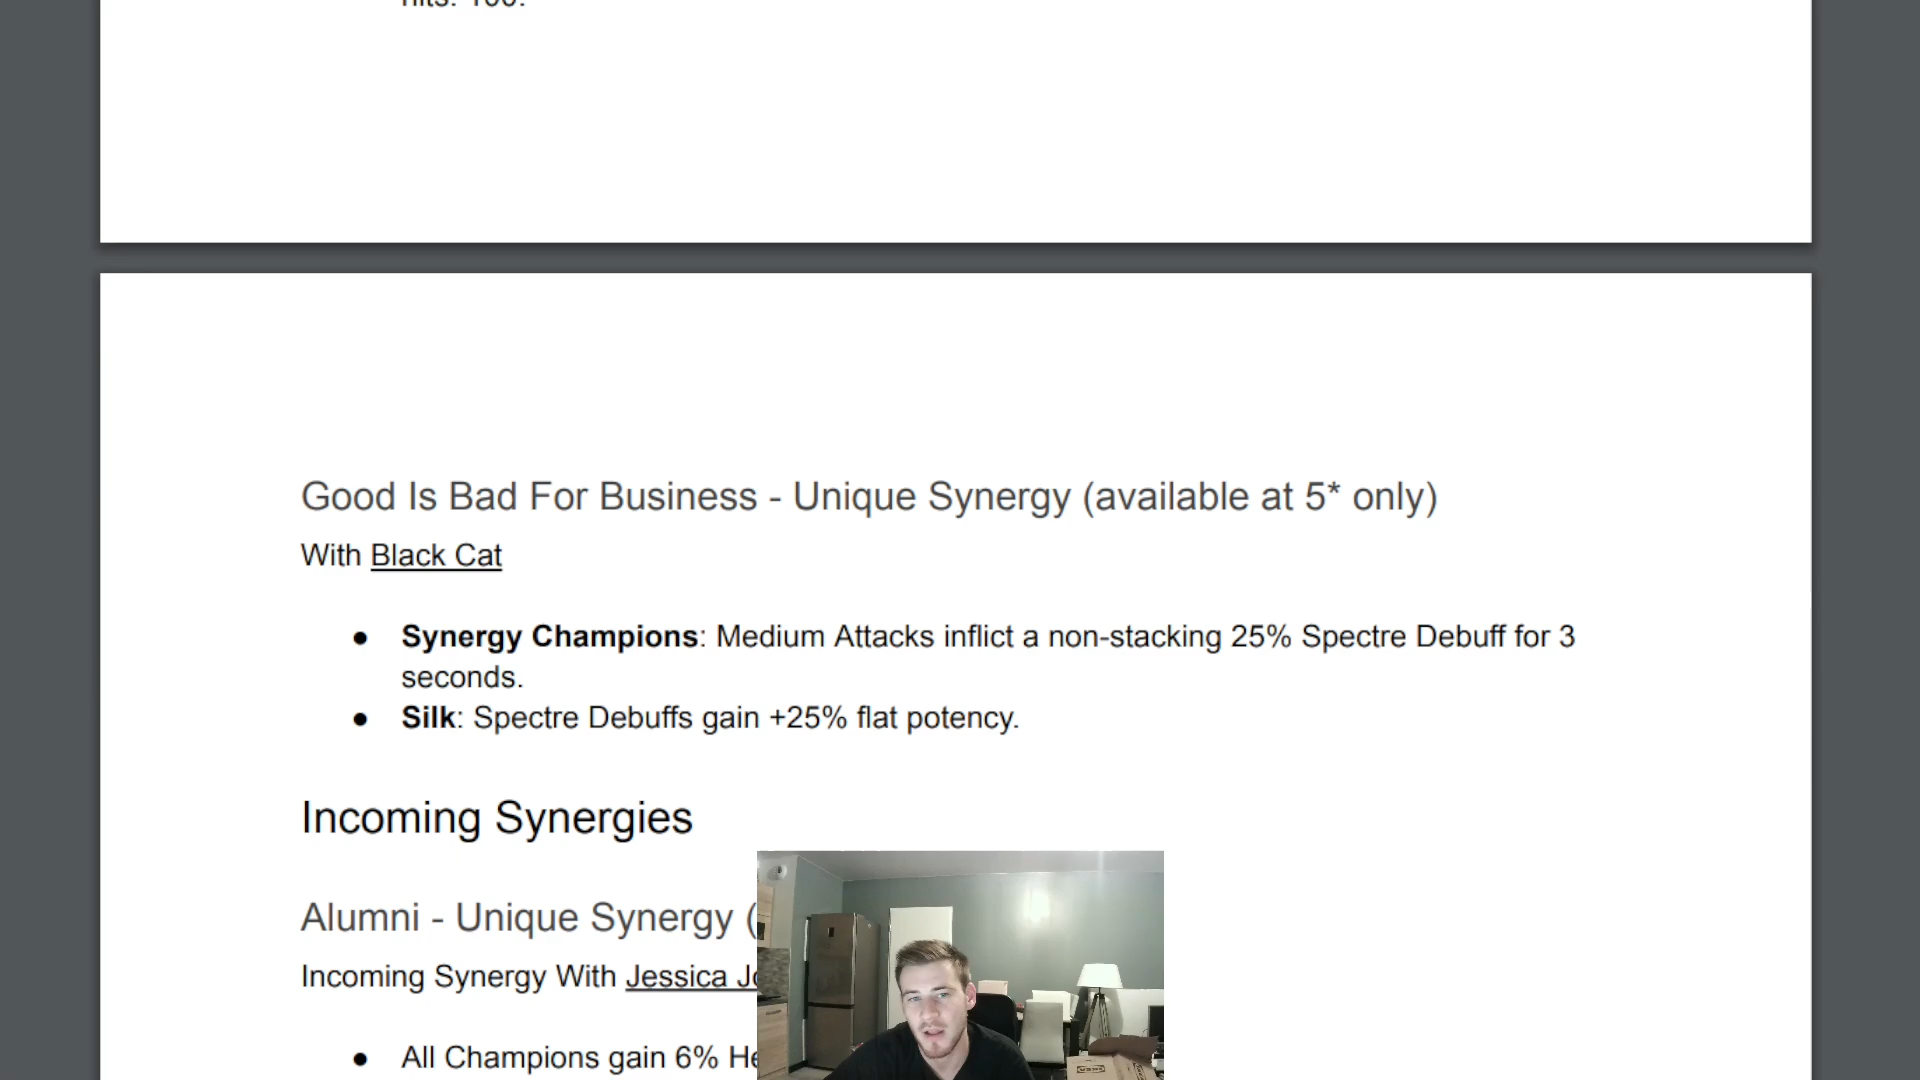 Good Is Bad For Business - Unique Synergy (available at 5* only)
With Black Cat
● Synergy Champions: Medium Attacks inflict a non-stacking 25% Spectre Debuff for 3
seconds.
● Silk: Spectre Debuffs gain +25% flat potency.
Incoming Synergies
Alumni - Unique Synergy (
Incoming Synergy With Jessica
● All Champions gain 6%